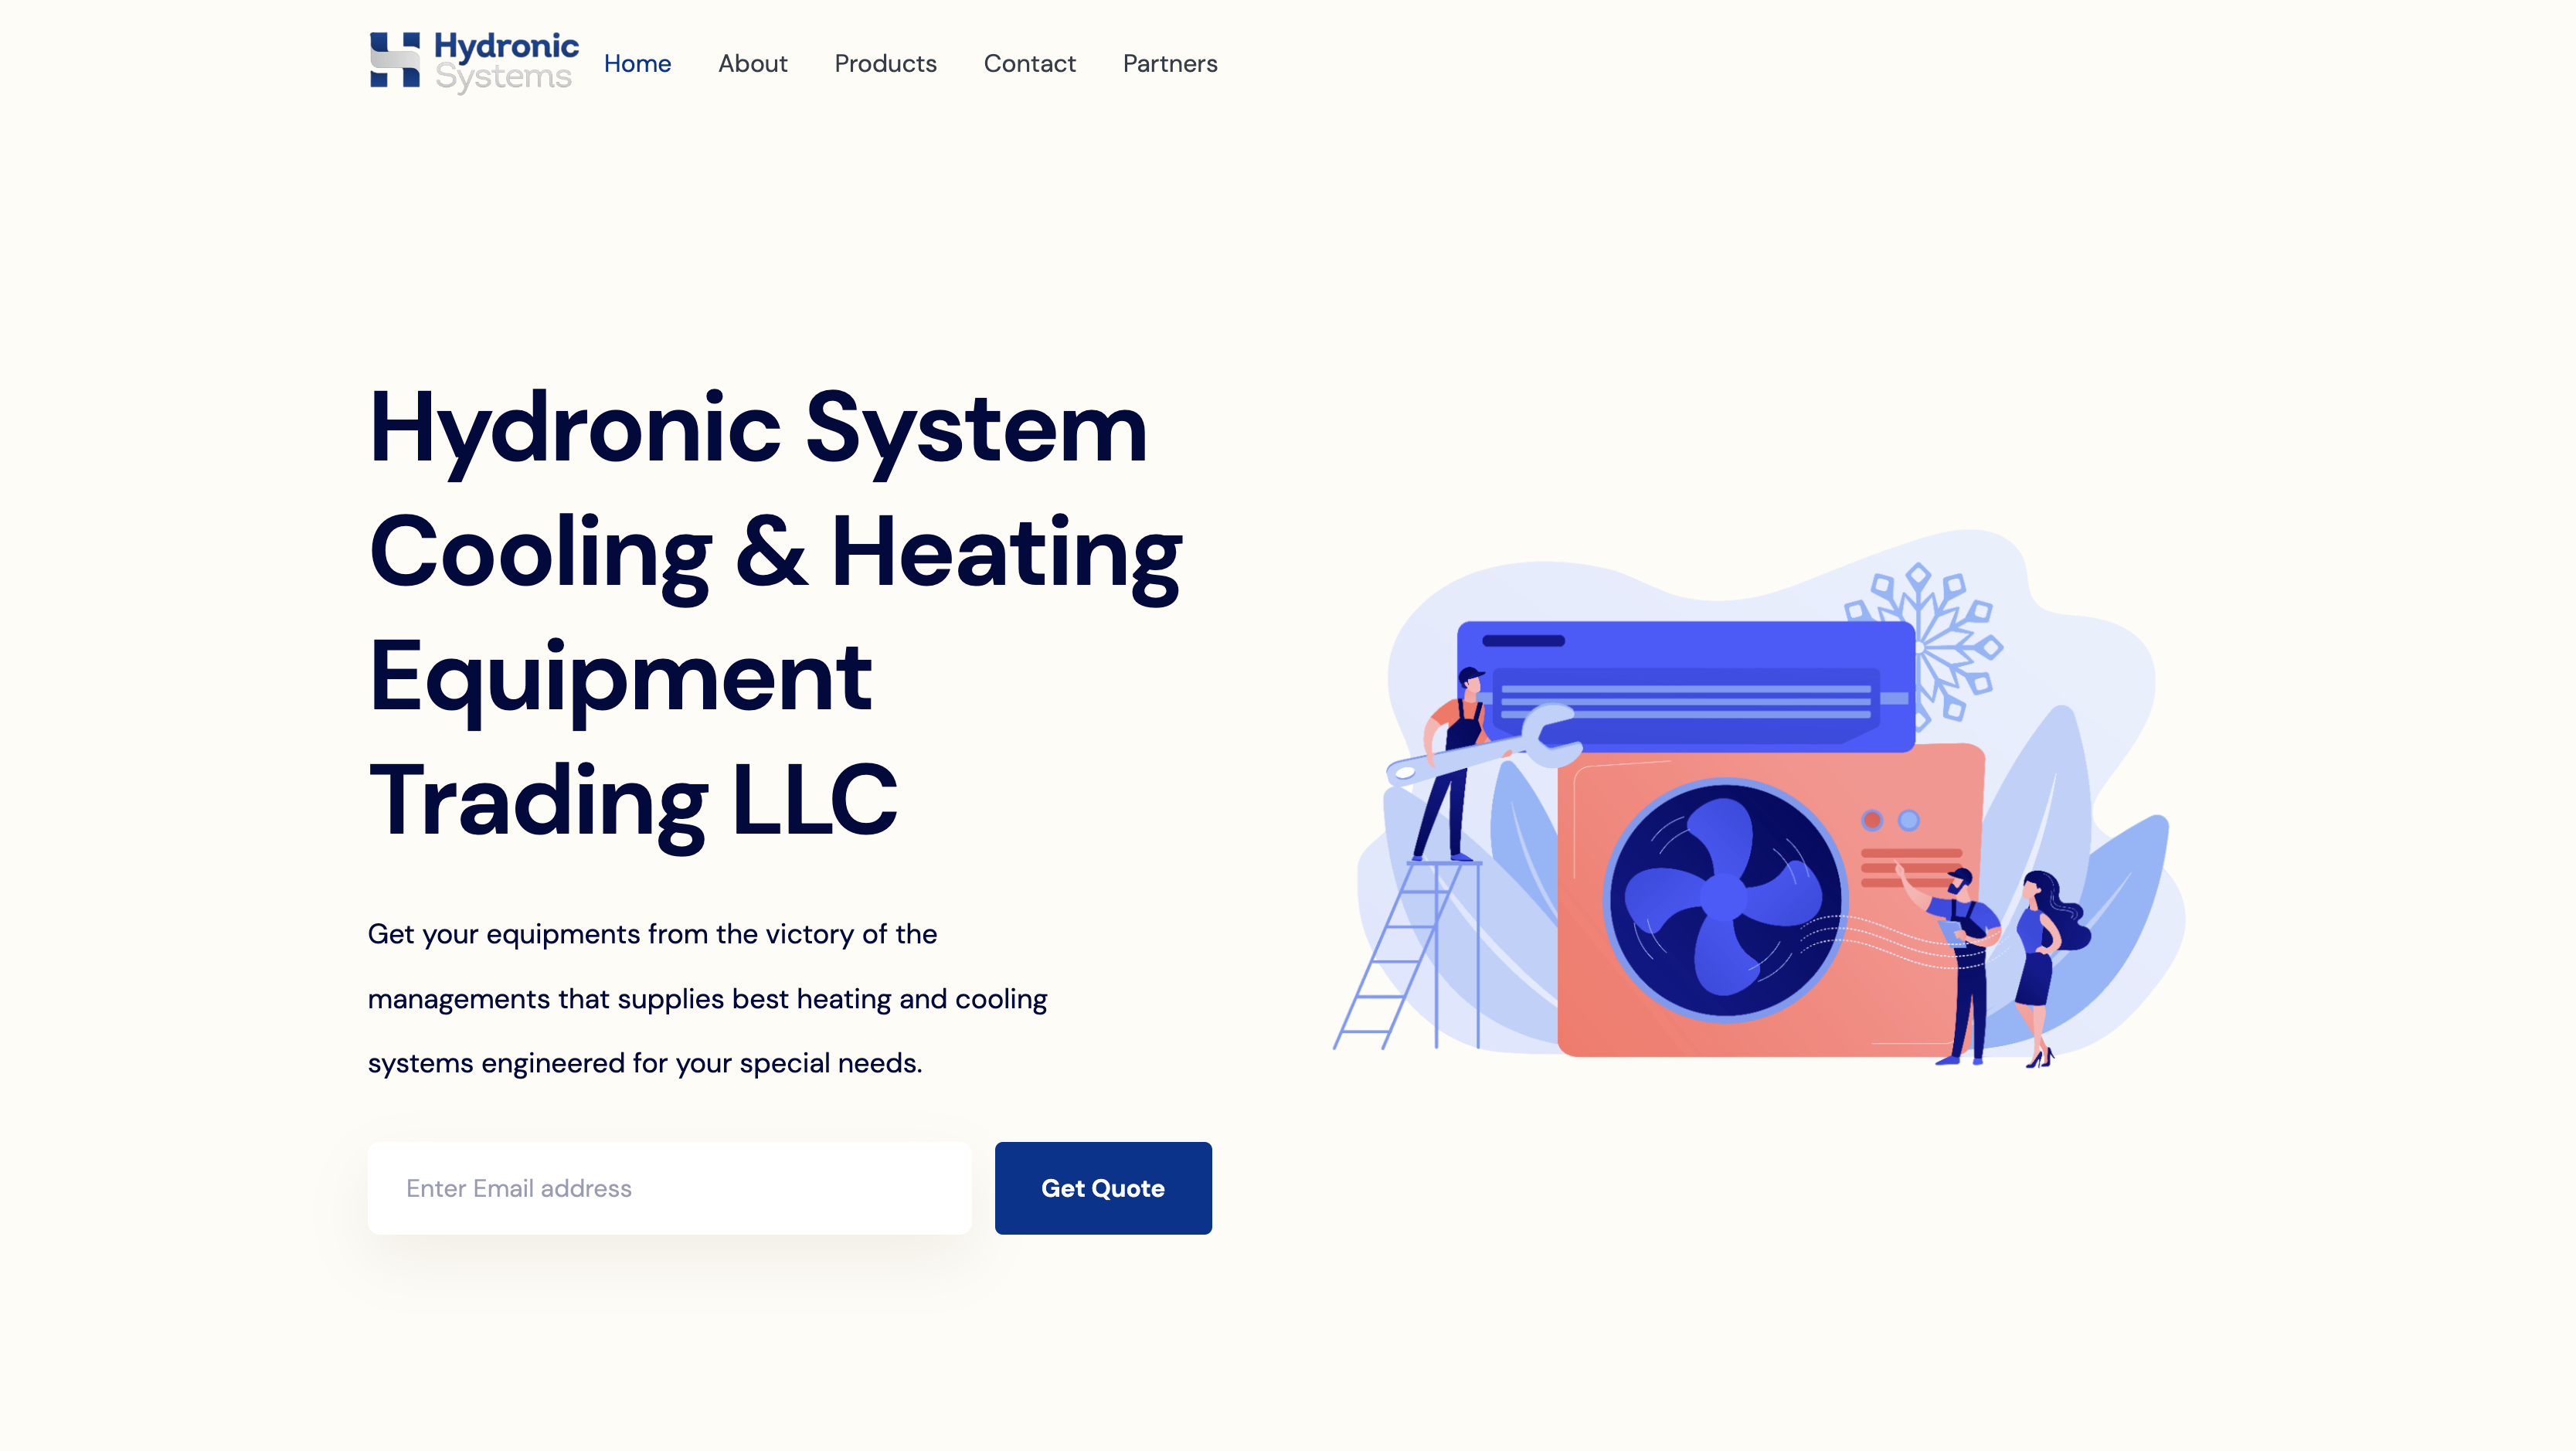 Hydronic
Systems
Home About Products Contact Partners
Hydronic System
Cooling & Heating
Equipment
Trading LLC
Get your equipments from the victory of the
managements that supplies best heating and cooling
systems engineered for your special needs.
Enter Email address
Get Quote